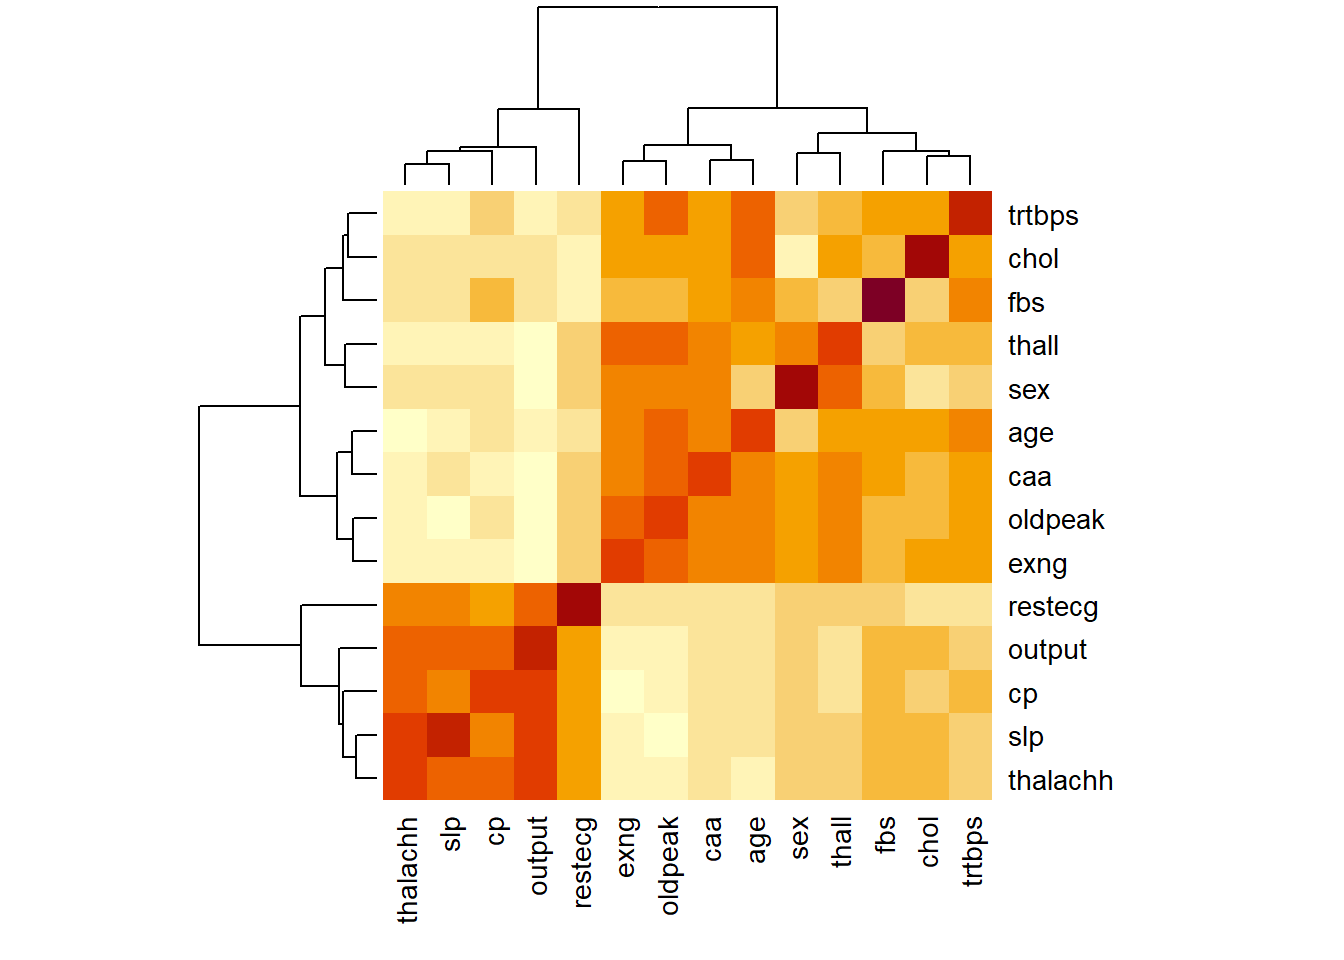 trtbps
chol
fbs
thall
sex
age
caa
oldpeak
exng
restecg
output
cp
slp
thalachh
thalachh
slp
cp
output
restecg
exng
oldpeak
caa
age
sex
thall
fbs
chol
trtbps